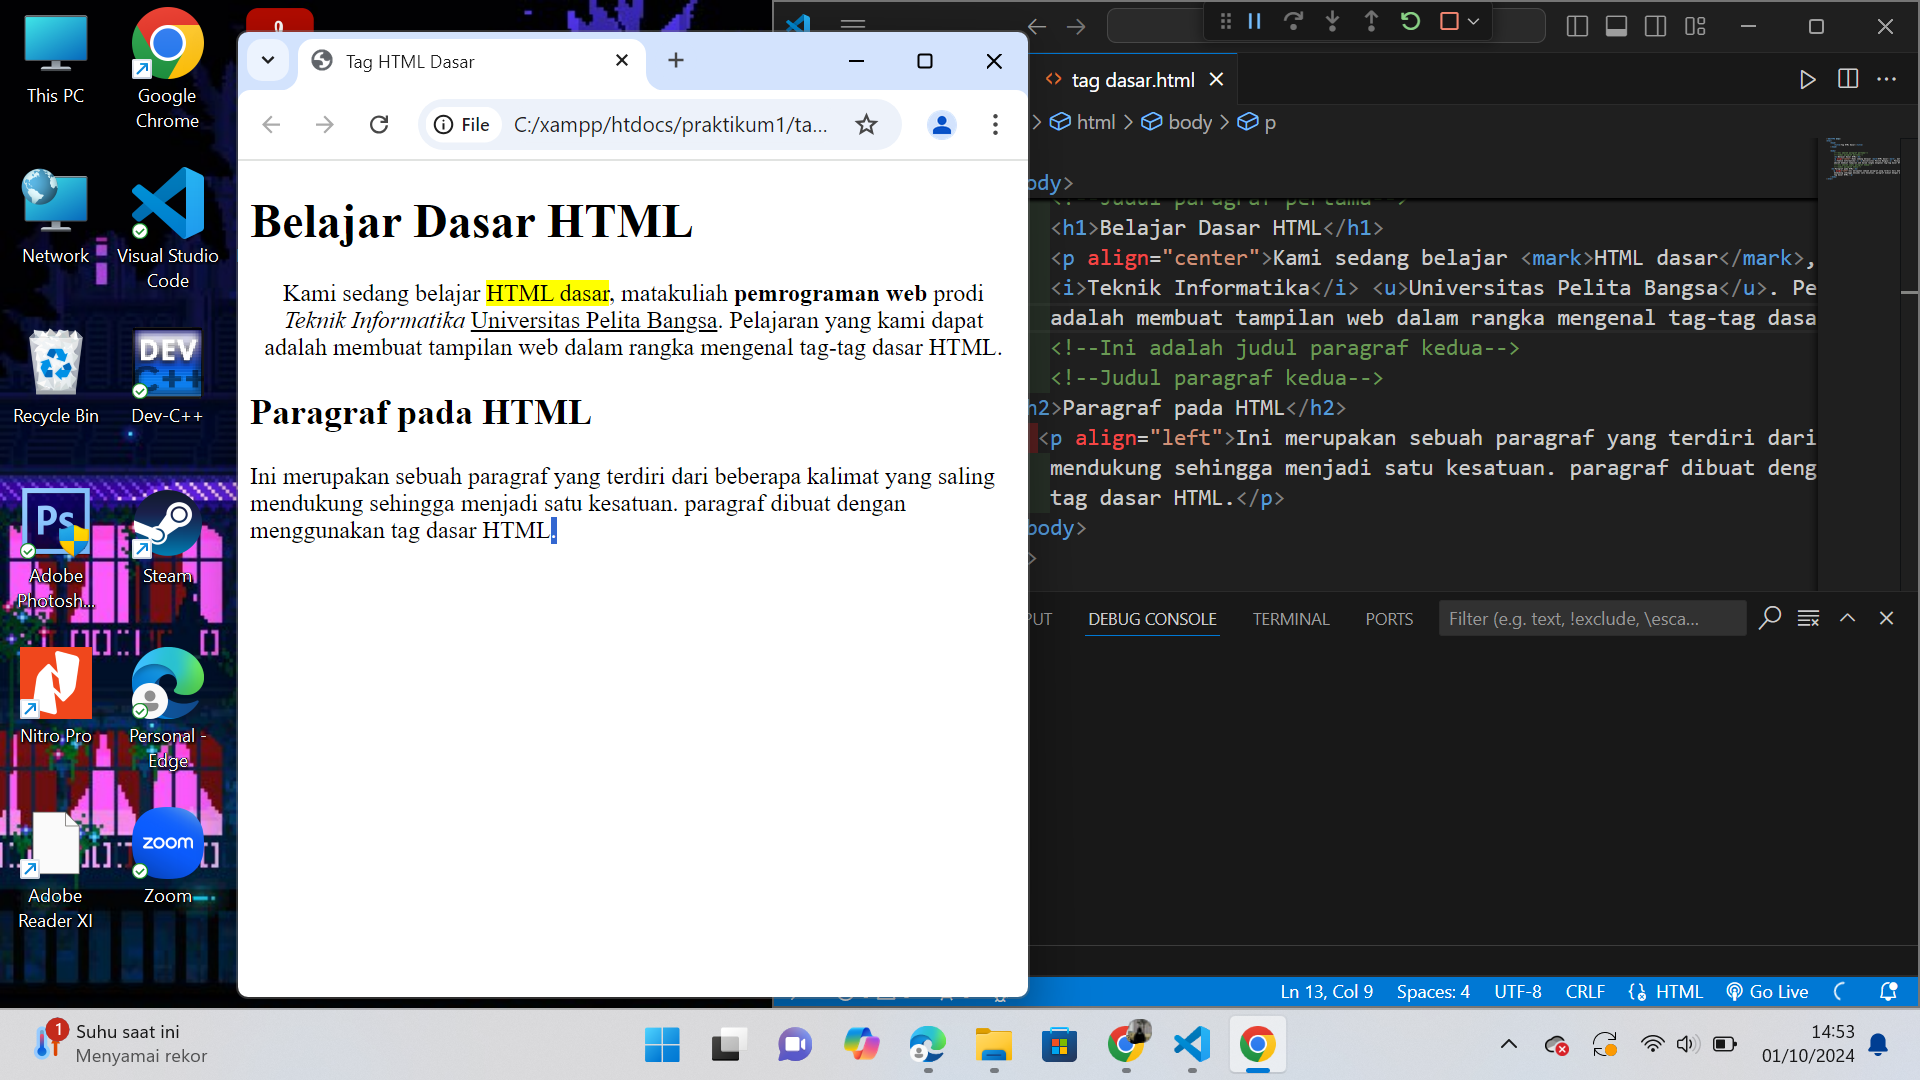 This PC
Google
Chrome
Network
Visual Studio
Code
Recycle Bin
DEV
C++
Dev-C++
Ps
Adobe
Photosh...
Steam
Nitro Pro
Personal -
Edge
Adobe
Reader XI
zoom
Zoom
Tag HTML Dasar
File
C:/xampp/htdocs/praktikum1/ta...
Belajar Dasar HTML
Kami sedang belajar HTML dasar, matakuliah pemrograman web prodi
Teknik Informatika Universitas Pelita Bangsa. Pelajaran yang kami dapat
adalah membuat tampilan web dalam rangka mengenal tag-tag dasar HTML.
Paragraf pada HTML
Ini merupakan sebuah paragraf yang terdiri dari beberapa kalimat yang saling
mendukung sehingga menjadi satu kesatuan. paragraf dibuat dengan
menggunakan tag dasar HTML.
<> tag dasar.html
> html > body > p
ody>
<!--Judul paragraf pertama-->
<h1>Belajar Dasar HTML</h1>
<p align="center">Kami sedang belajar <mark>HTML dasar</mark>,
<i>Teknik Informatika</i> <u>Universitas Pelita Bangsa</u>. Pe
adalah membuat tampilan web dalam rangka mengenal tag-tag dasa
<!--Ini adalah judul paragraf kedua-->
<!--Judul paragraf kedua-->
h2>Paragraf pada HTML</h2>
<p align="left">Ini merupakan sebuah paragraf yang terdiri dari
mendukung sehingga menjadi satu kesatuan. paragraf dibuat deng
tag dasar HTML.</p>
body>
>
PUT
DEBUG CONSOLE
TERMINAL
PORTS
Filter (e.g. text, !exclude, \esca...
Ln 13, Col 9
Spaces: 4
UTF-8
CRLF
HTML
Go Live
1
Suhu saat ini
Menyamai rekor
14:53
01/10/2024